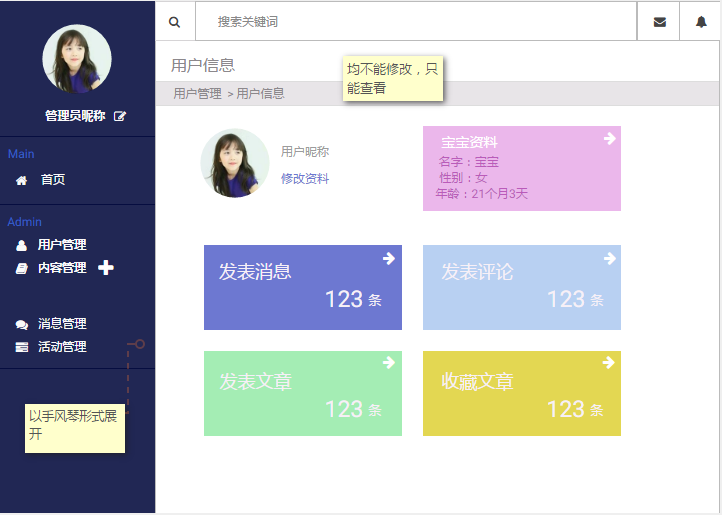 搜索关键词
管理员昵称
Main
首页
Admin
用户管理
内容管理
消息管理
活动管理
以手风琴形式展
开
用户信息
均不能修改，只
能查看
用户管理 > 用户信息
用户昵称
修改资料
宝宝资料
名字：宝宝
性别：女
年龄：21个月3天
发表消息
123 条
发表评论
123 条
发表文章
123 条
收藏文章
123 条